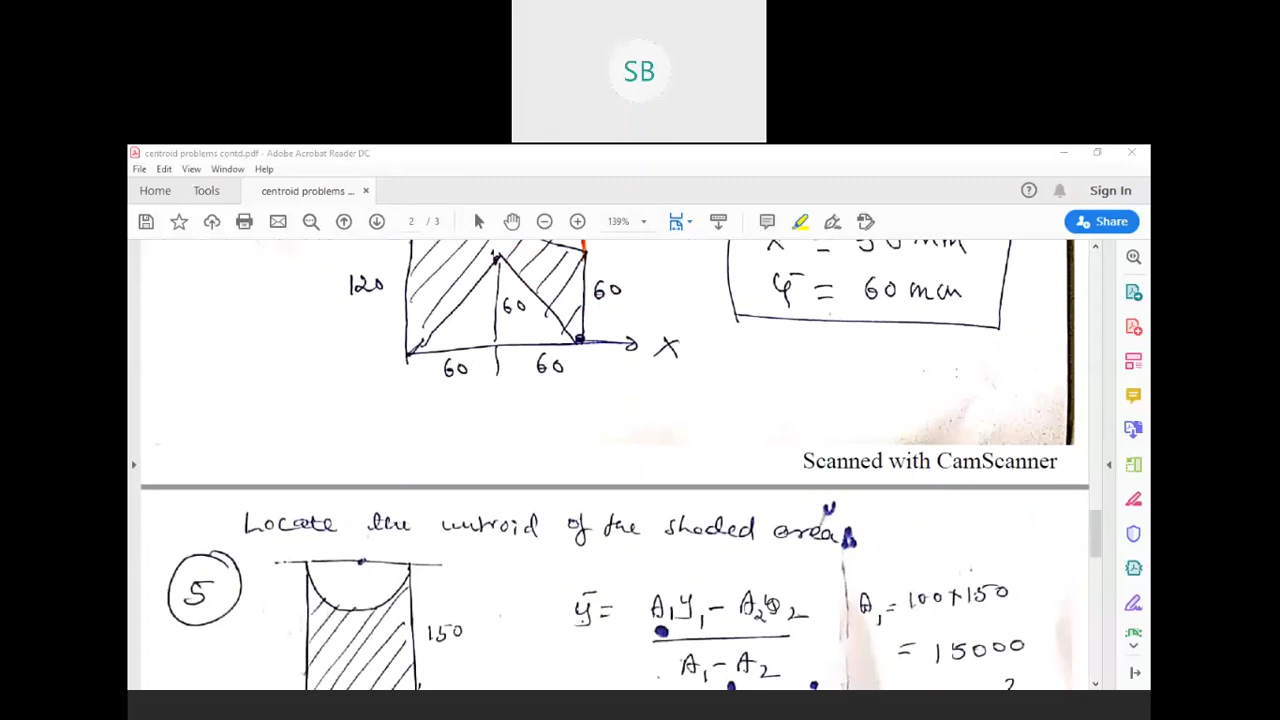 SB
centroid problems contd.pdf - Adobe Acrobat Reader DC
File Edit View Window Help
Home Tools centroid problems ... ×
2 / 3 139% Share
Sign In
120
60
60
60 60
X
ȳ = 60 mm
Scanned with CamScanner
Locate the centroid of the shaded area
5
150
ȳ = A₁y₁ - A₂y₂
A₁ - A₂
A₁ = 100 × 150
= 15000